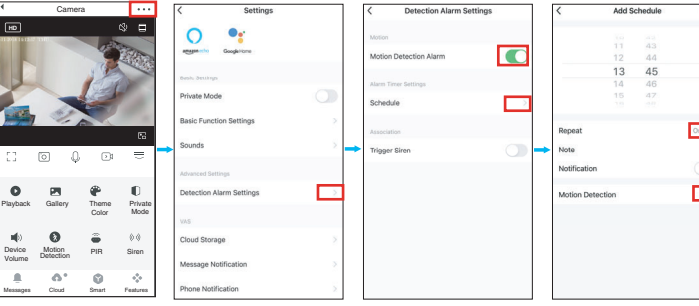 Camera
HD
Playback
Gallery
Theme
Color
Private
Mode
Device
Volume
Motion
Detection
PIR
Siren
Messages
Cloud
Smart
Features
Settings
amazon alexa
Google Home
Basic Settings
Private Mode
Basic Function Settings
Sounds
Advanced Settings
Detection Alarm Settings
VAS
Cloud Storage
Message Notification
Phone Notification
Detection Alarm Settings
Motion
Motion Detection Alarm
Alarm Timer Settings
Schedule
Association
Trigger Siren
Add Schedule
11 43
12 44
13 45
14 46
15 47
Repeat
Note
Notification
Motion Detection